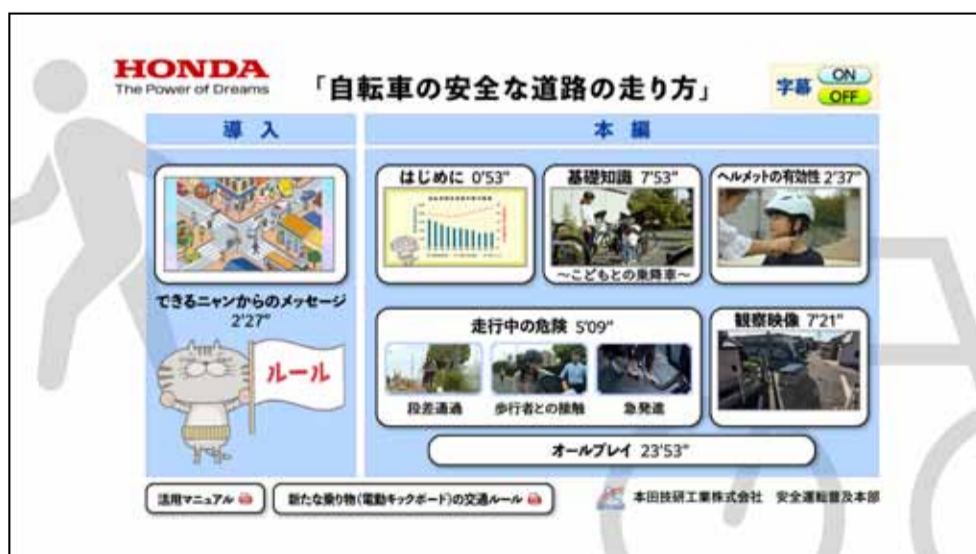 HONDA
The Power of Dreams
「自転車の安全な道路の走り方」
字幕
ON
OFF
導入
本編
できるニャンからのメッセージ
2'27"
ルール
はじめに 0'53"
基礎知識 7'53"
～こどもとの乗降車～
ヘルメットの有効性 2'37"
走行中の危険 5'09"
段差通過
歩行者との接触
急発進
観察映像 7'21"
オールプレイ 23'53"
活用マニュアル
新たな乗り物(電動キックボード)の交通ルール
本田技研工業株式会社 安全運転普及本部